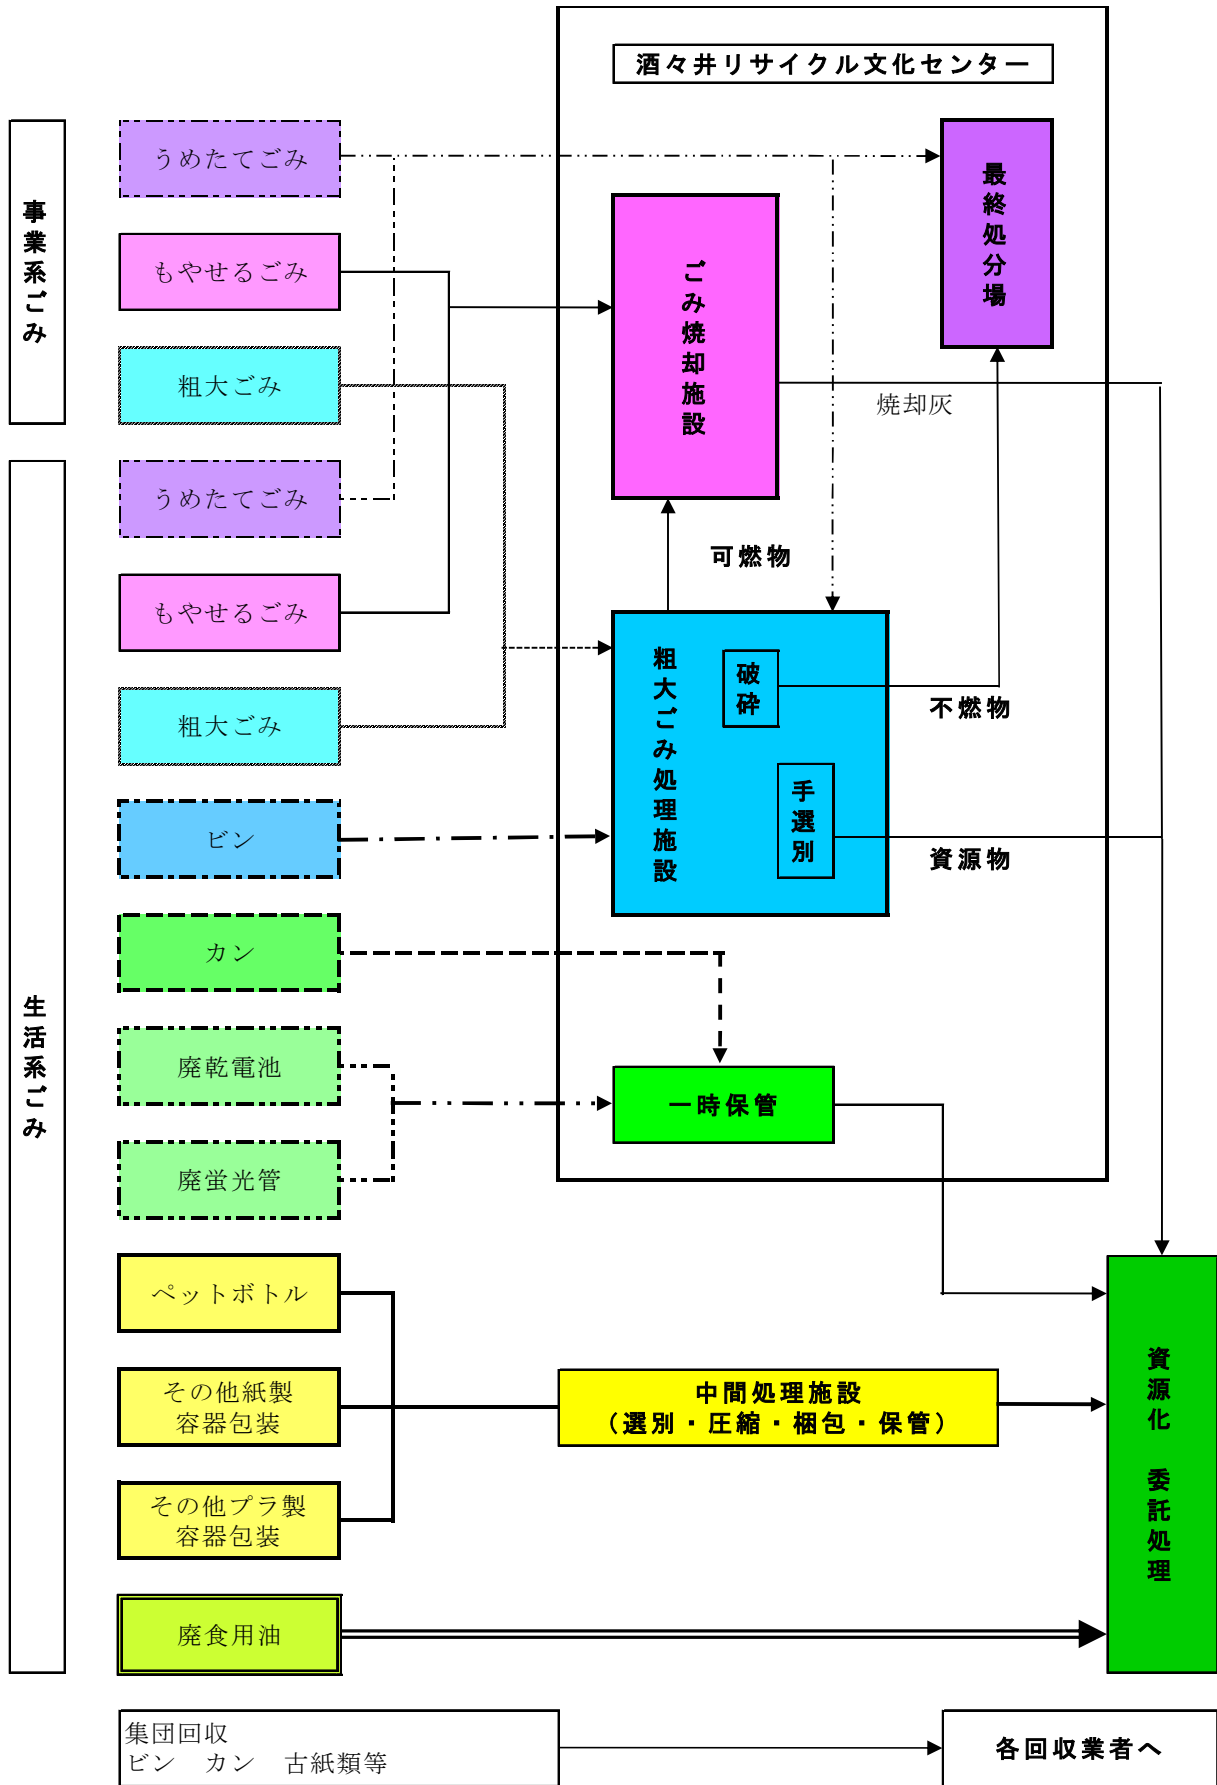 酒々井リサイクル文化センター
事業系ごみ
うめたてごみ
もやせるごみ
粗大ごみ
生活系ごみ
うめたてごみ
もやせるごみ
粗大ごみ
ビン
カン
廃乾電池
廃蛍光管
ペットボトル
その他紙製
容器包装
その他プラ製
容器包装
廃食用油
最終処分場
ごみ焼却施設
焼却灰
可燃物
粗大ごみ処理施設
破砕
不燃物
手選別
資源物
一時保管
中間処理施設
（選別・圧縮・梱包・保管）
資源化　委託処理
集団回収
ビン　カン　古紙類等
各回収業者へ